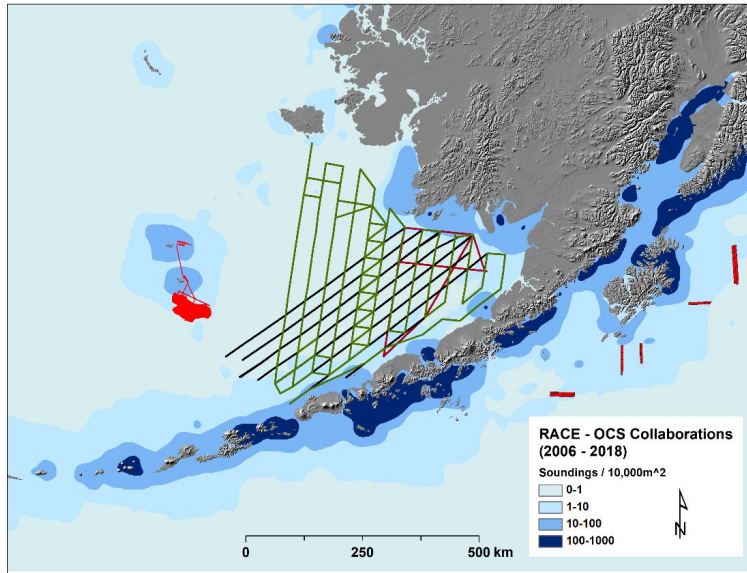 RACE - OCS Collaborations
(2006 - 2018)
Soundings / 10,000m^2
0-1
1-10
10-100
100-1000
N
0 250 500 km